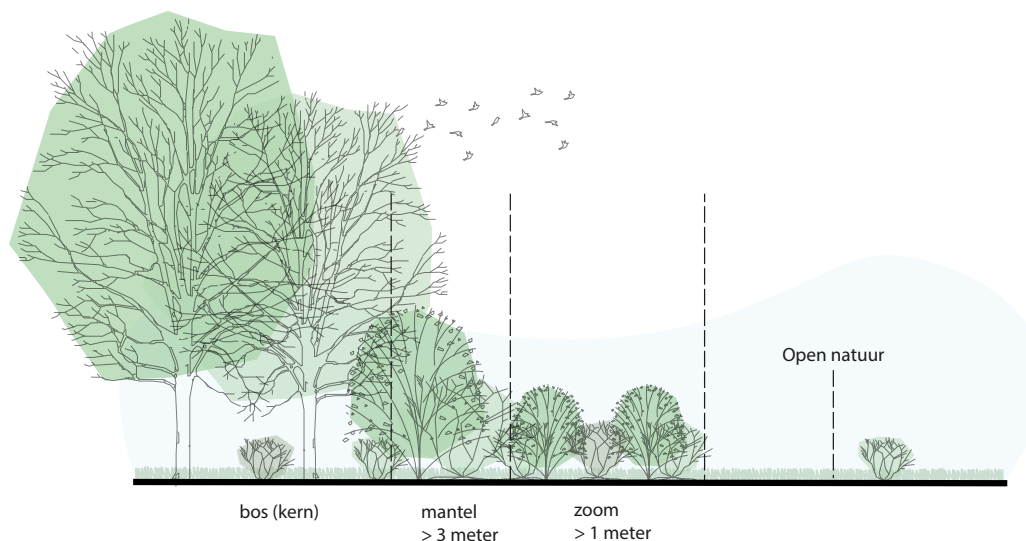 Open natuur
bos (kern)
mantel
> 3 meter
zoom
> 1 meter